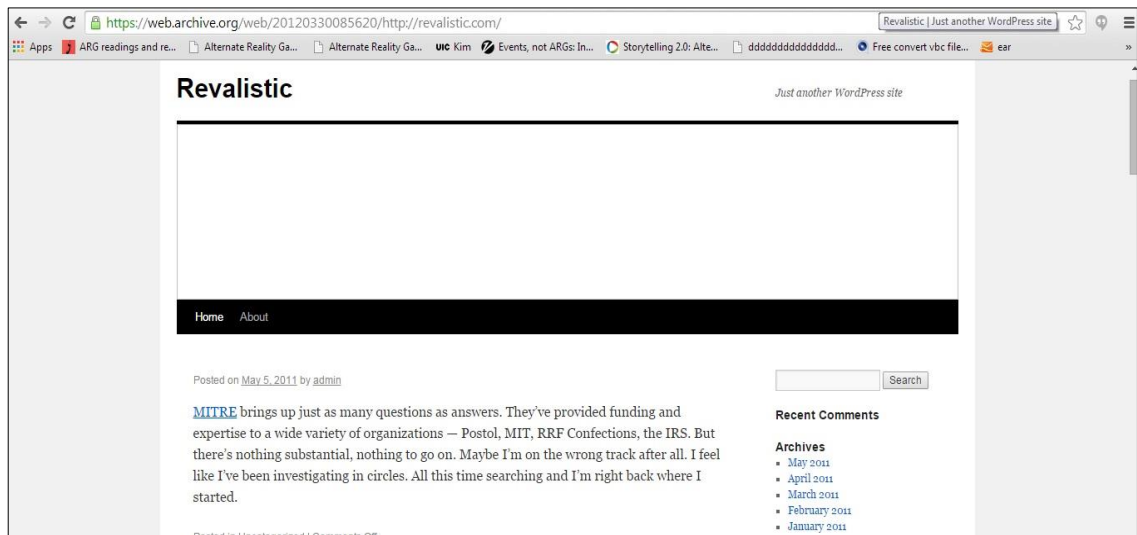 https://web.archive.org/web/20120330085620/http://revalistic.com/
Revalistic | Just another WordPress site
Apps ARG readings and re... Alternate Reality Ga... Alternate Reality Ga... UIC Kim Events, not ARGs: In... Storytelling 2.0: Alte... ddddddddddddddd... Free convert vbc file... ear »
Revalistic
Just another WordPress site
Home About
Posted on May 5, 2011 by admin
MITRE brings up just as many questions as answers. They've provided funding and
expertise to a wide variety of organizations — Postol, MIT, RRF Confections, the IRS. But
there's nothing substantial, nothing to go on. Maybe I'm on the wrong track after all. I feel
like I've been investigating in circles. All this time searching and I'm right back where I
started.
Search
Recent Comments
Archives
May 2011
April 2011
March 2011
February 2011
January 2011